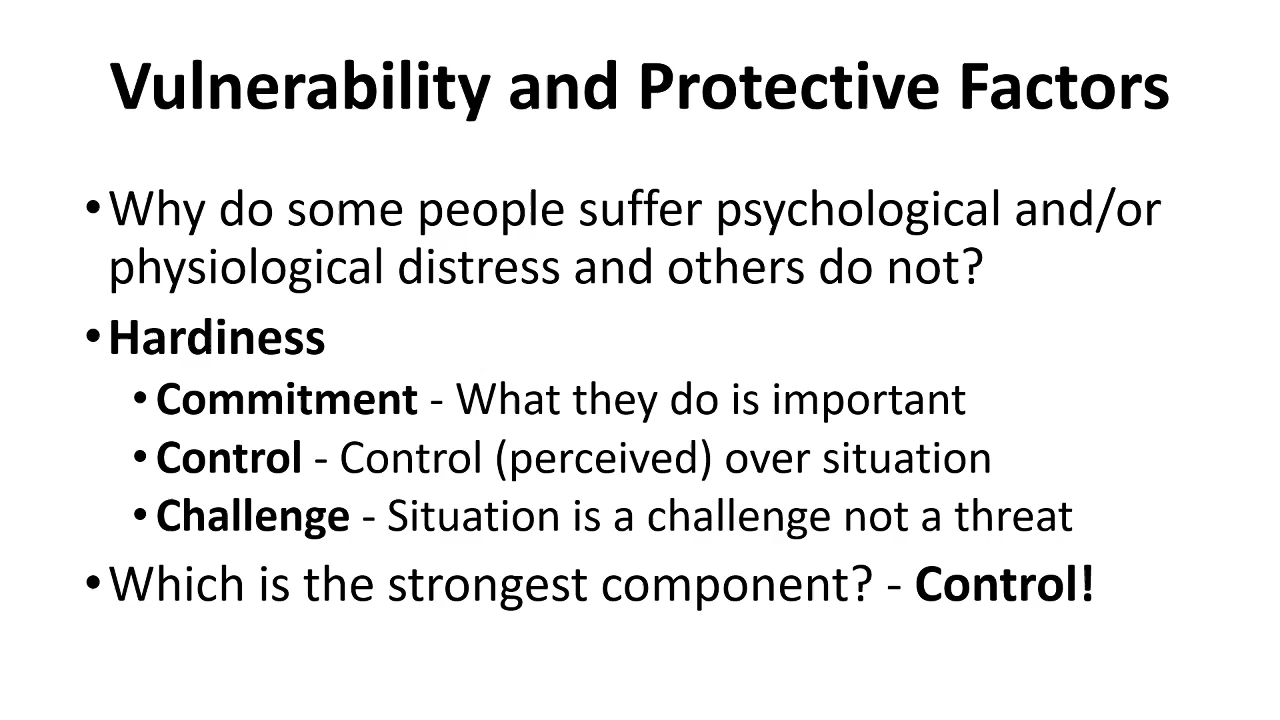 Vulnerability and Protective Factors
•Why do some people suffer psychological and/or
physiological distress and others do not?
•Hardiness
•Commitment - What they do is important
•Control - Control (perceived) over situation
•Challenge - Situation is a challenge not a threat
•Which is the strongest component? - Control!